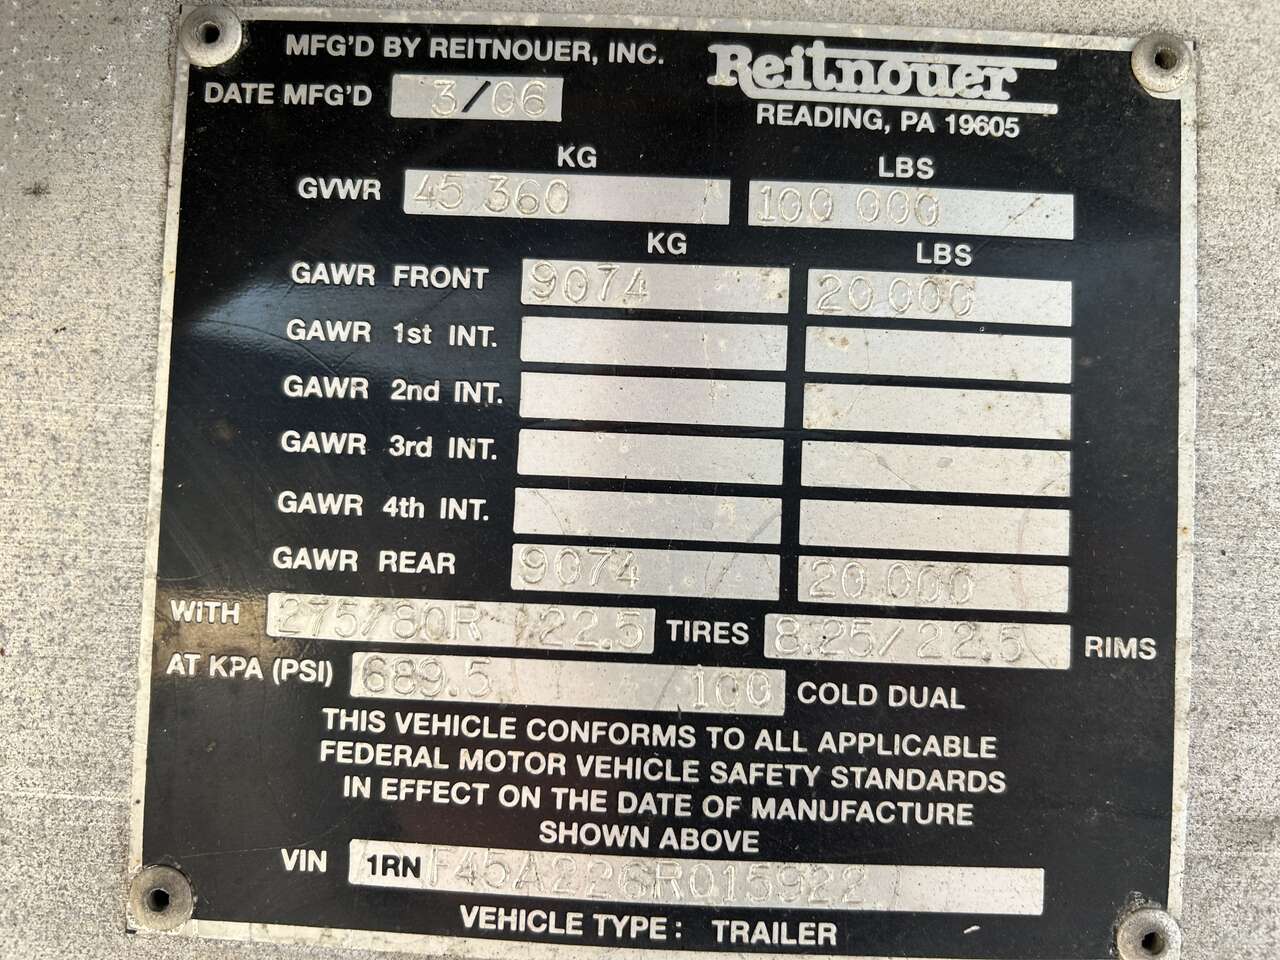 MFG'D BY REITNOUER, INC. Reitnouer
DATE MFG'D 3/06 READING, PA 19605
KG LBS
GVWR 45 360 100 000
KG LBS
GAWR FRONT 9074 20.000
GAWR 1st INT.
GAWR 2nd INT.
GAWR 3rd INT.
GAWR 4th INT.
GAWR REAR 9074 20.000
WITH 275/80R 22.5 TIRES 8.25/22.5 RIMS
AT KPA (PSI) 689.5 100 COLD DUAL
THIS VEHICLE CONFORMS TO ALL APPLICABLE
FEDERAL MOTOR VEHICLE SAFETY STANDARDS
IN EFFECT ON THE DATE OF MANUFACTURE
SHOWN ABOVE
VIN 1RNF45A226R015922
VEHICLE TYPE: TRAILER